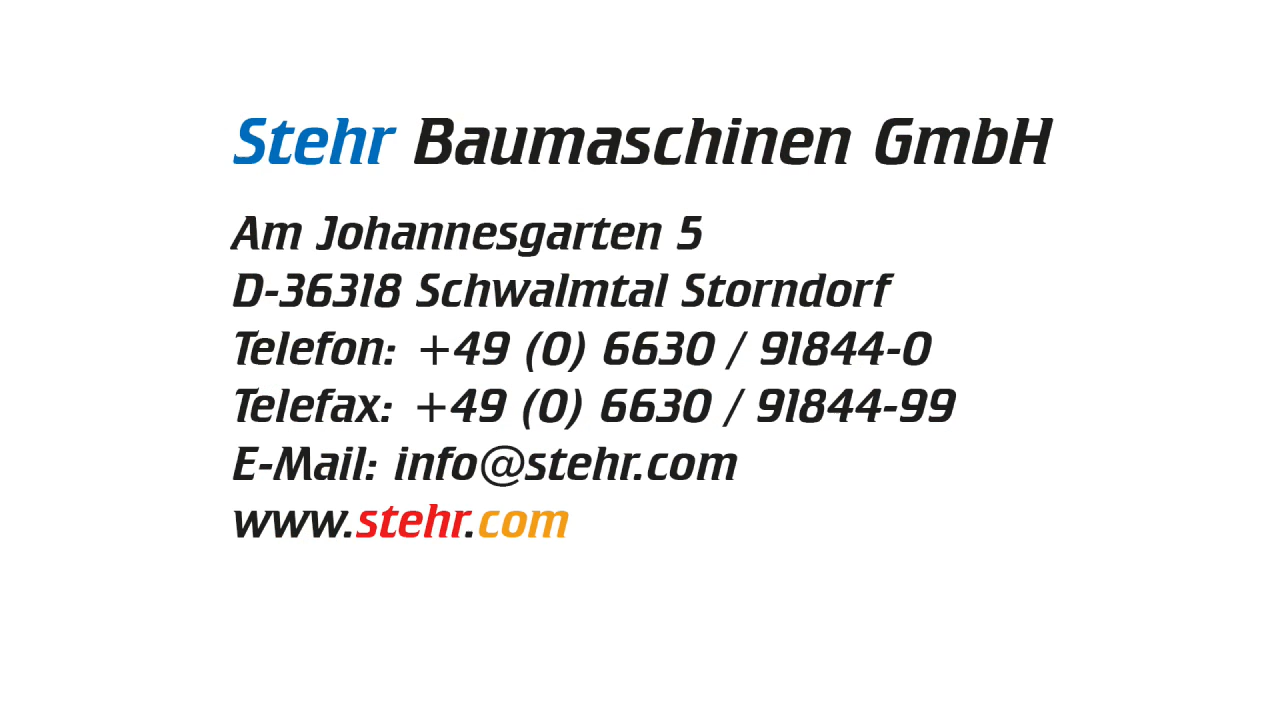 Stehr Baumaschinen GmbH
Am Johannesgarten 5
D-36318 Schwalmtal Storndorf
Telefon: +49 (0) 6630 / 91844-0
Telefax: +49 (0) 6630 / 91844-99
E-Mail: info@stehr.com
www.stehr.com